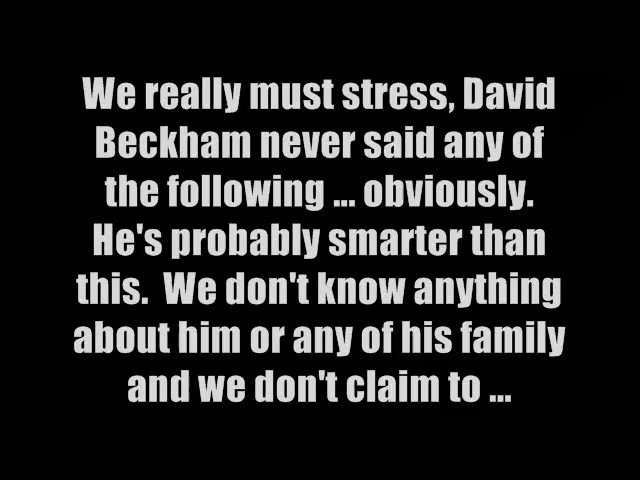 We really must stress, David
Beckham never said any of
the following ... obviously.
He's probably smarter than
this.  We don't know anything
about him or any of his family
and we don't claim to ...